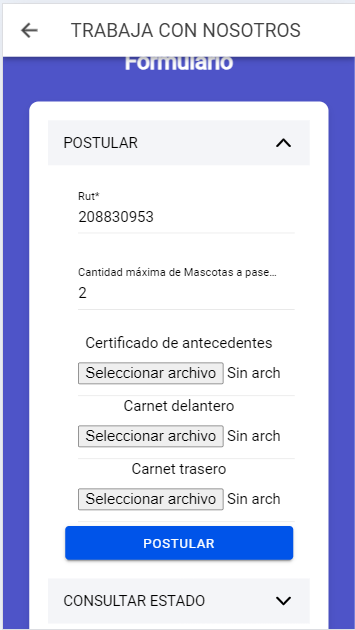 TRABAJA CON NOSOTROS
Formulario
POSTULAR
Rut*
208830953
Cantidad máxima de Mascotas a pase...
2
Certificado de antecedentes
Seleccionar archivo Sin arch
Carnet delantero
Seleccionar archivo Sin arch
Carnet trasero
Seleccionar archivo Sin arch
POSTULAR
CONSULTAR ESTADO